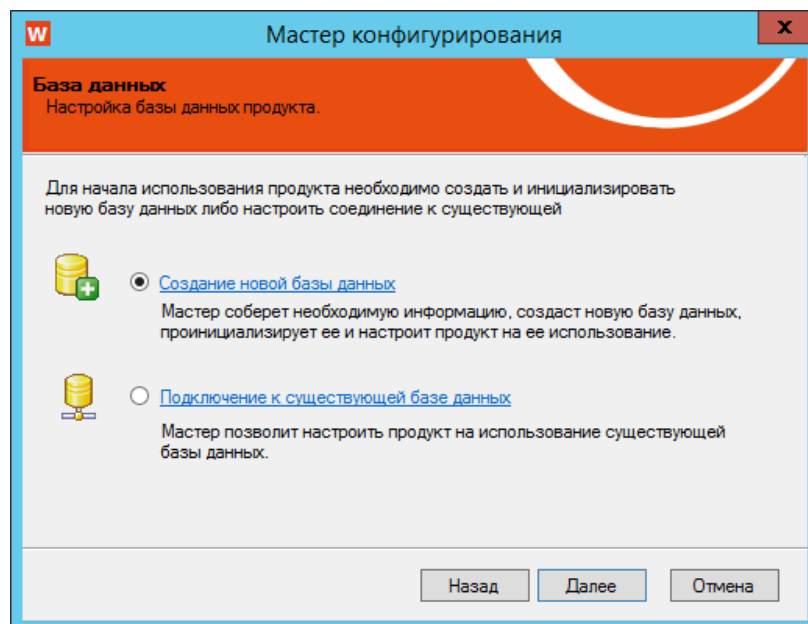 W
Мастер конфигурирования
x
База данных
Настройка базы данных продукта.
Для начала использования продукта необходимо создать и инициализировать
новую базу данных либо настроить соединение к существующей
Создание новой базы данных
Мастер соберет необходимую информацию, создаст новую базу данных,
проинициализирует ее и настроит продукт на ее использование.
Подключение к существующей базе данных
Мастер позволит настроить продукт на использование существующей
базы данных.
Назад
Далее
Отмена